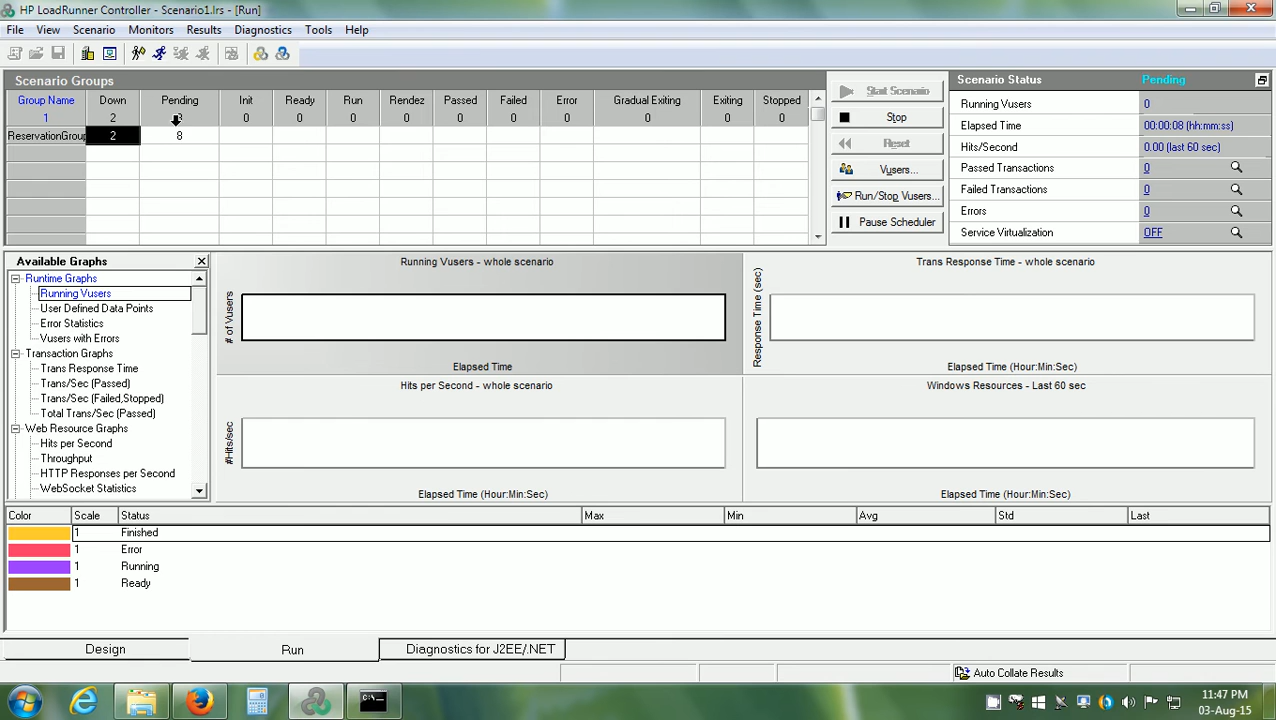 HP LoadRunner Controller - Scenario1.lrs - [Run]
File View Scenario Monitors Results Diagnostics Tools Help
Scenario Groups
Group Name Down Pending Init Ready Run Rendez Passed Failed Error Gradual Exiting Exiting Stopped
1 2 0 0 0 0 0 0 0 0 0 0
ReservationGroup 2 8
Start Scenario
Stop
Reset
Vusers...
Run/Stop Vusers...
Pause Scheduler
Scenario Status Pending
Running Vusers 0
Elapsed Time 00:00:08 (hh:mm:ss)
Hits/Second 0.00 (last 60 sec)
Passed Transactions 0
Failed Transactions 0
Errors 0
Service Virtualization OFF
Available Graphs
Runtime Graphs
Running Vusers
User Defined Data Points
Error Statistics
Vusers with Errors
Transaction Graphs
Trans Response Time
Trans/Sec (Passed)
Trans/Sec (Failed,Stopped)
Total Trans/Sec (Passed)
Web Resource Graphs
Hits per Second
Throughput
HTTP Responses per Second
WebSocket Statistics
Running Vusers - whole scenario
# of Vusers
Elapsed Time
Trans Response Time - whole scenario
Response Time (sec)
Elapsed Time (Hour:Min:Sec)
Hits per Second - whole scenario
#Hits/sec
Elapsed Time (Hour:Min:Sec)
Windows Resources - Last 60 sec
Elapsed Time (Hour:Min:Sec)
Color Scale Status Max Min Avg Std Last
1 Finished
1 Error
1 Running
1 Ready
Design Run Diagnostics for J2EE/.NET
Auto Collate Results
11:47 PM
03-Aug-15